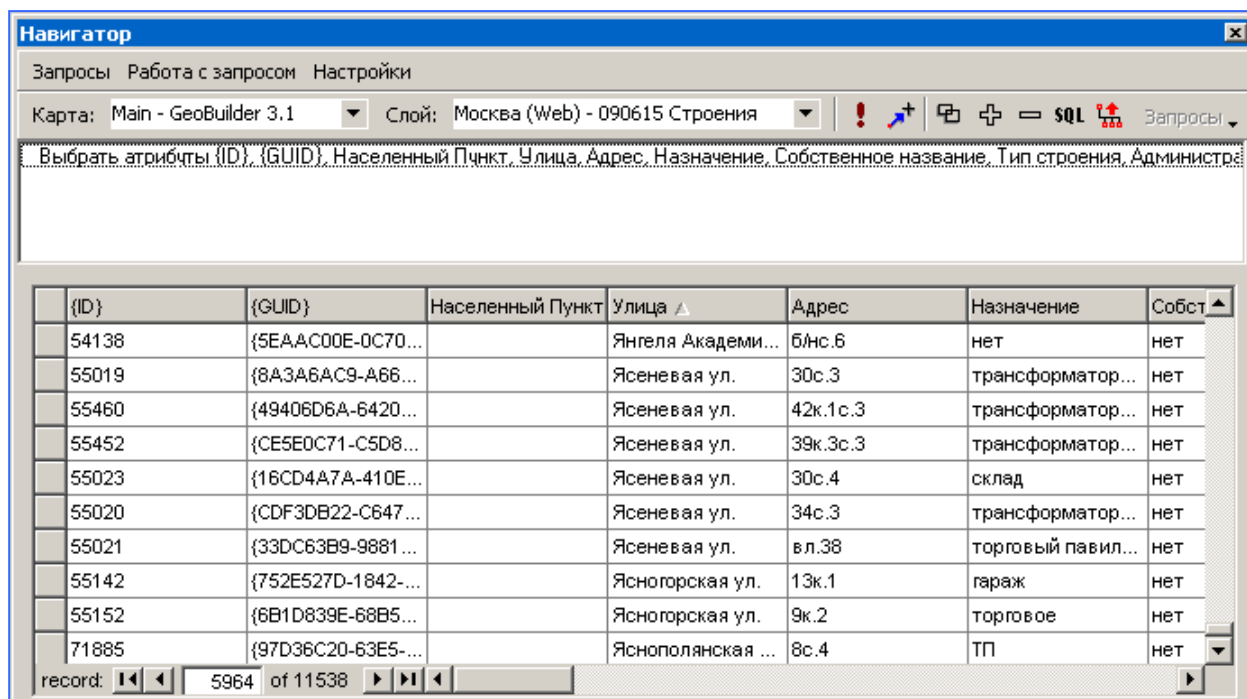 Навигатор
Запросы Работа с запросом Настройки
Карта: Main - GeoBuilder 3.1 Слой: Москва (Web) - 090615 Строения SQL Запросы
Выбрать атрибуты {ID}, {GUID}, Населенный Пункт, Улица, Адрес, Назначение, Собственное название, Тип строения, Администра
{ID} {GUID} Населенный Пункт Улица Адрес Назначение Собст
54138 {5EAAC00E-0C70... Янгеля Академи... б/нс.6 нет нет
55019 {8A3A6AC9-A66... Ясеневая ул. 30с.3 трансформатор... нет
55460 {49406D6A-6420... Ясеневая ул. 42к.1с.3 трансформатор... нет
55452 {CE5E0C71-C5D8... Ясеневая ул. 39к.3с.3 трансформатор... нет
55023 {16CD4A7A-410E... Ясеневая ул. 30с.4 склад нет
55020 {CDF3DB22-C647... Ясеневая ул. 34с.3 трансформатор... нет
55021 {33DC63B9-9881... Ясеневая ул. вл.38 торговый павил... нет
55142 {752E527D-1842-... Ясногорская ул. 13к.1 гараж нет
55152 {6B1D839E-68B5... Ясногорская ул. 9к.2 торговое нет
71885 {97D36C20-63E5-... Яснополянская ... 8с.4 ТП нет
record: 5964 of 11538